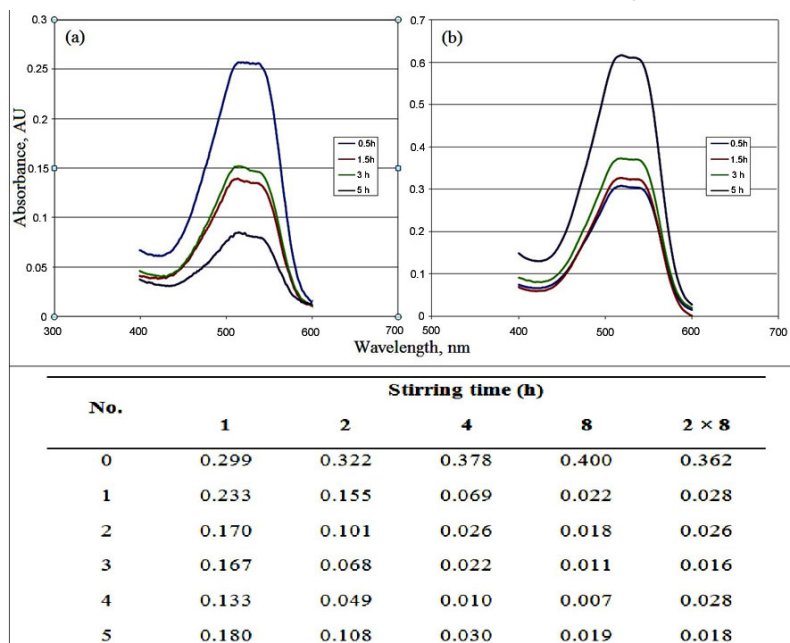 (a)
0.3
0.25
0.2
0.15
0.1
0.05
0
Absorbance, AU
0.5h
1.5h
3 h
5 h
300 400 500 600 700
(b)
0.7
0.6
0.5
0.4
0.3
0.2
0.1
0
0.5h
1.5h
3 h
5 h
500 400 500 600 700
Wavelength, nm
No. Stirring time (h)
1 2 4 8 2 × 8
0 0.299 0.322 0.378 0.400 0.362
1 0.233 0.155 0.069 0.022 0.028
2 0.170 0.101 0.026 0.018 0.026
3 0.167 0.068 0.022 0.011 0.016
4 0.133 0.049 0.010 0.007 0.028
5 0.180 0.108 0.030 0.019 0.018